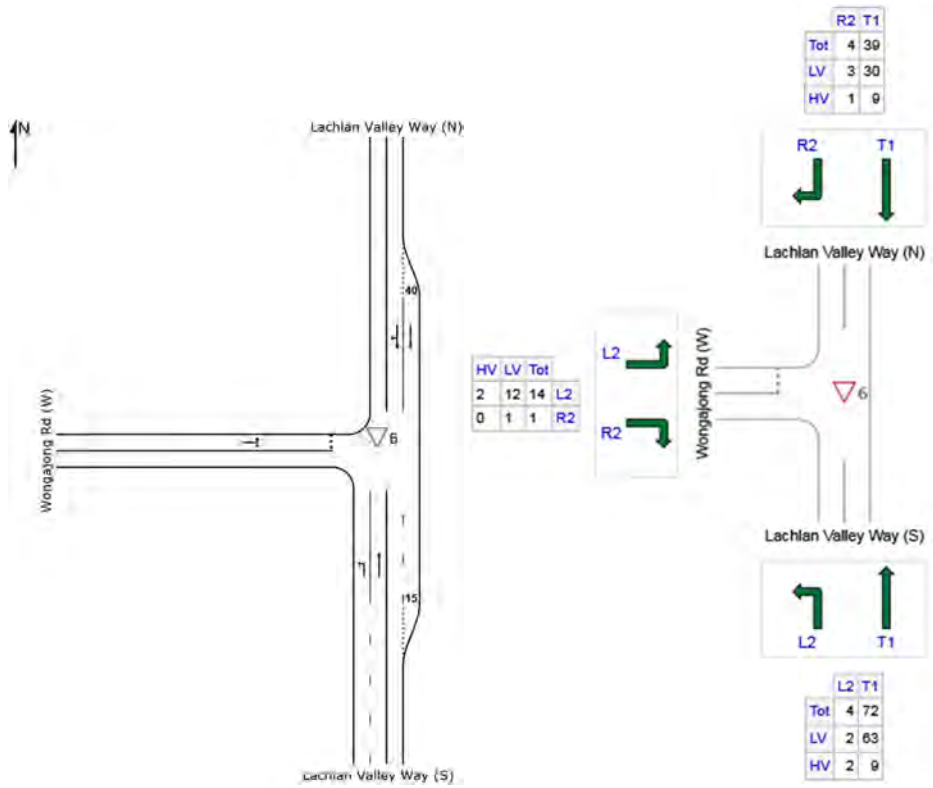 N
Lachlan Valley Way (N)
40
Wongajong Rd (W)
6
15
Lachlan Valley Way (S)
R2 T1
Tot 4 39
LV 3 30
HV 1 9
R2 T1
Lachlan Valley Way (N)
HV LV Tot
2 12 14 L2
0 1 1 R2
L2
R2
Wongajong Rd (W)
6
Lachlan Valley Way (S)
L2 T1
L2 T1
Tot 4 72
LV 2 63
HV 2 9